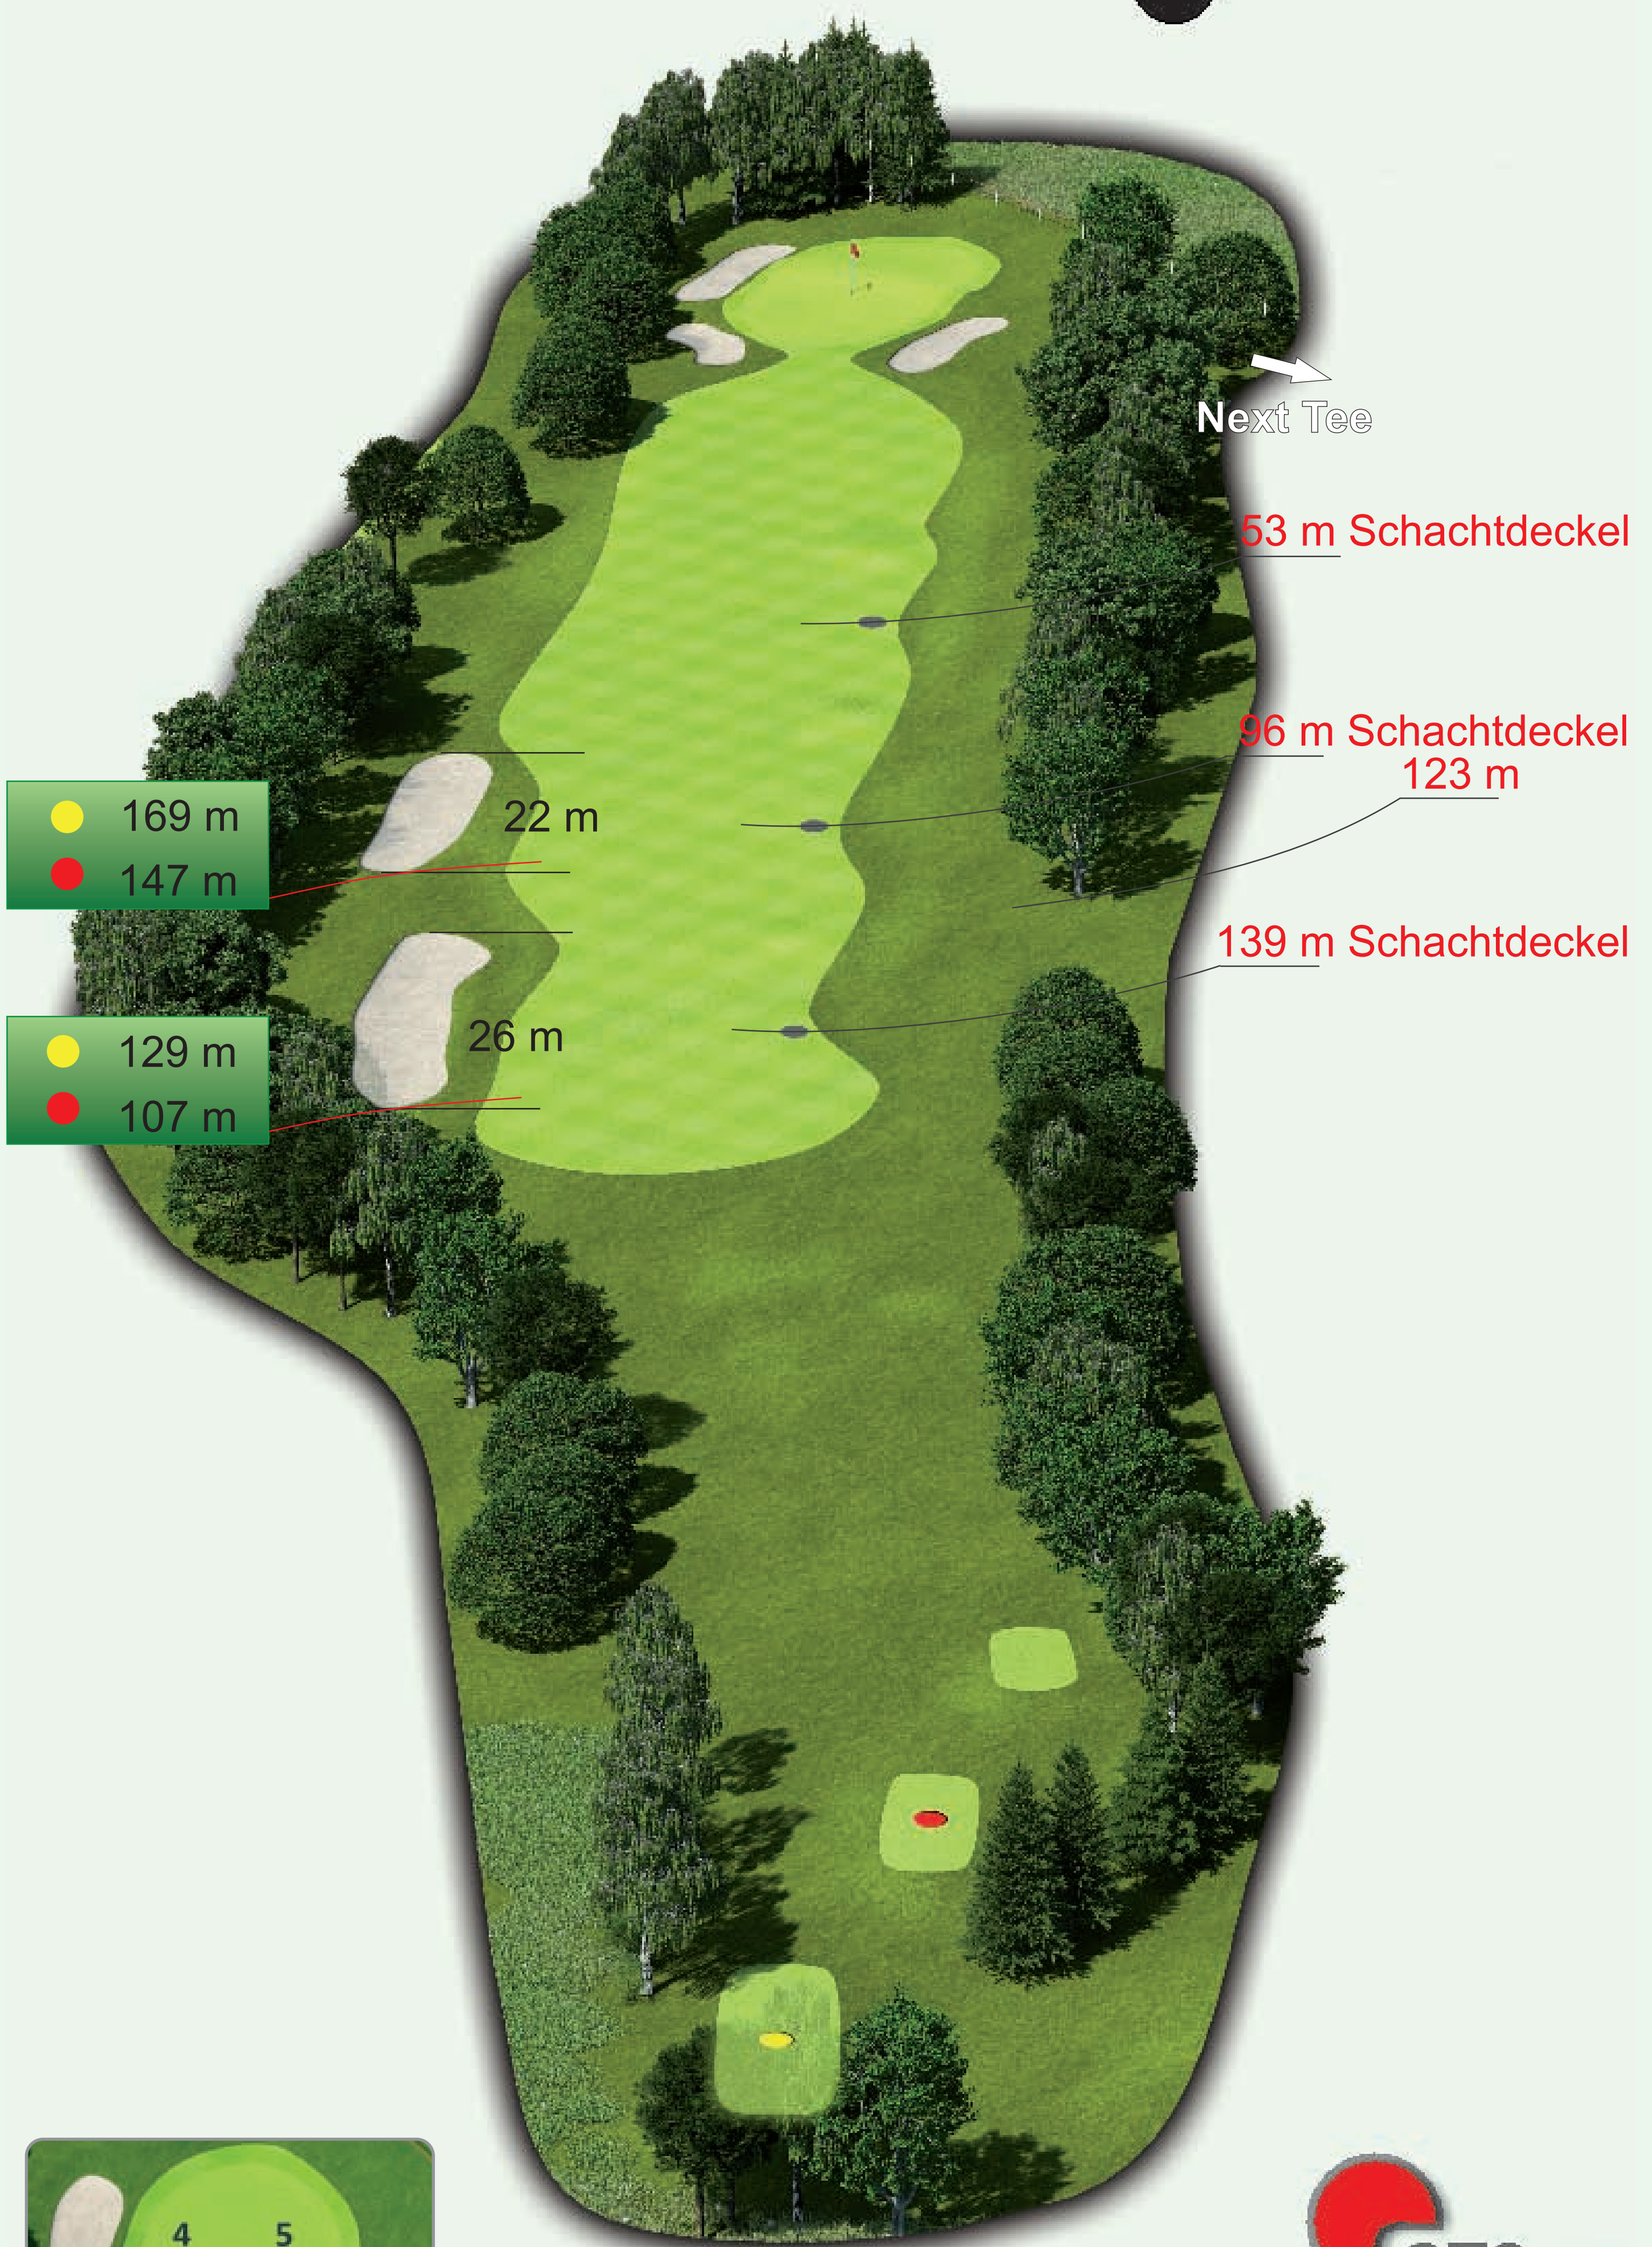 Next Tee
53 m Schachtdeckel
96 m Schachtdeckel
123 m
169 m
22 m
147 m
139 m Schachtdeckel
129 m
26 m
107 m
4 5